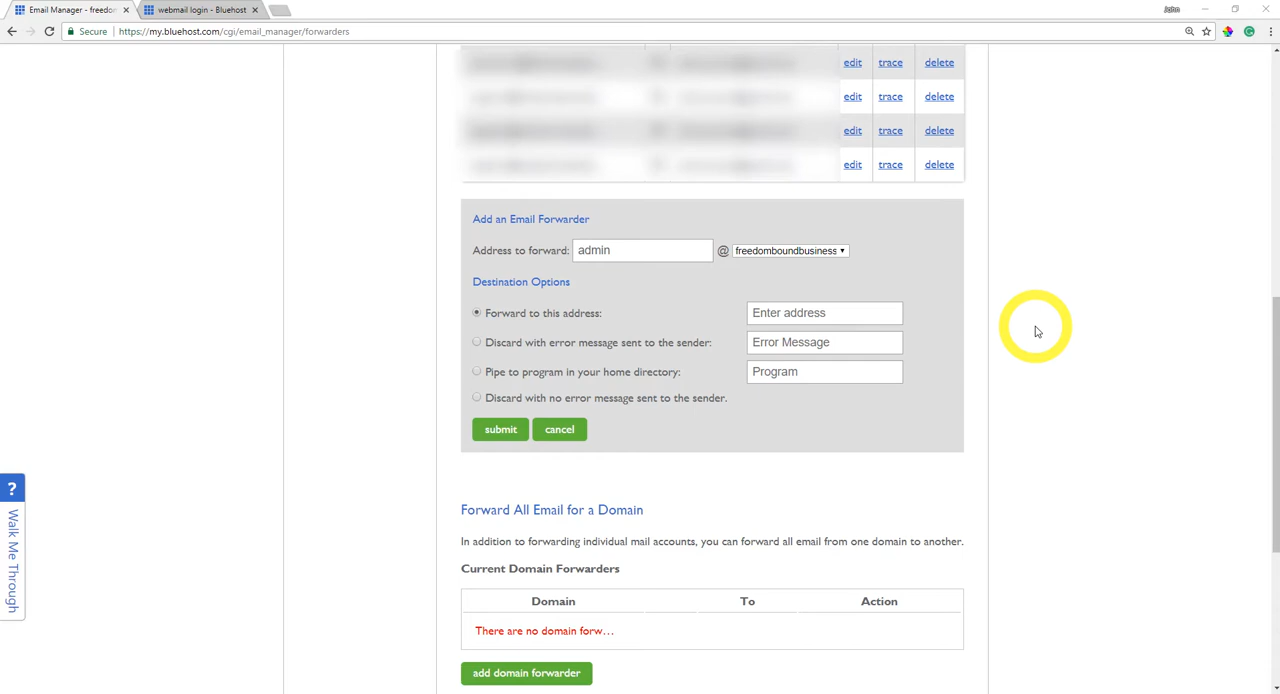 Email Manager - freedo
webmail login - Bluehost
John
Secure https://my.bluehost.com/cgi/email_manager/forwarders
edit trace delete
edit trace delete
edit trace delete
edit trace delete
Add an Email Forwarder
Address to forward: admin @ freedomboundbusiness
Destination Options
Forward to this address: Enter address
Discard with error message sent to the sender: Error Message
Pipe to program in your home directory: Program
Discard with no error message sent to the sender.
submit cancel
? Walk Me Through
Forward All Email for a Domain
In addition to forwarding individual mail accounts, you can forward all email from one domain to another.
Current Domain Forwarders
Domain To Action
There are no domain forw...
add domain forwarder